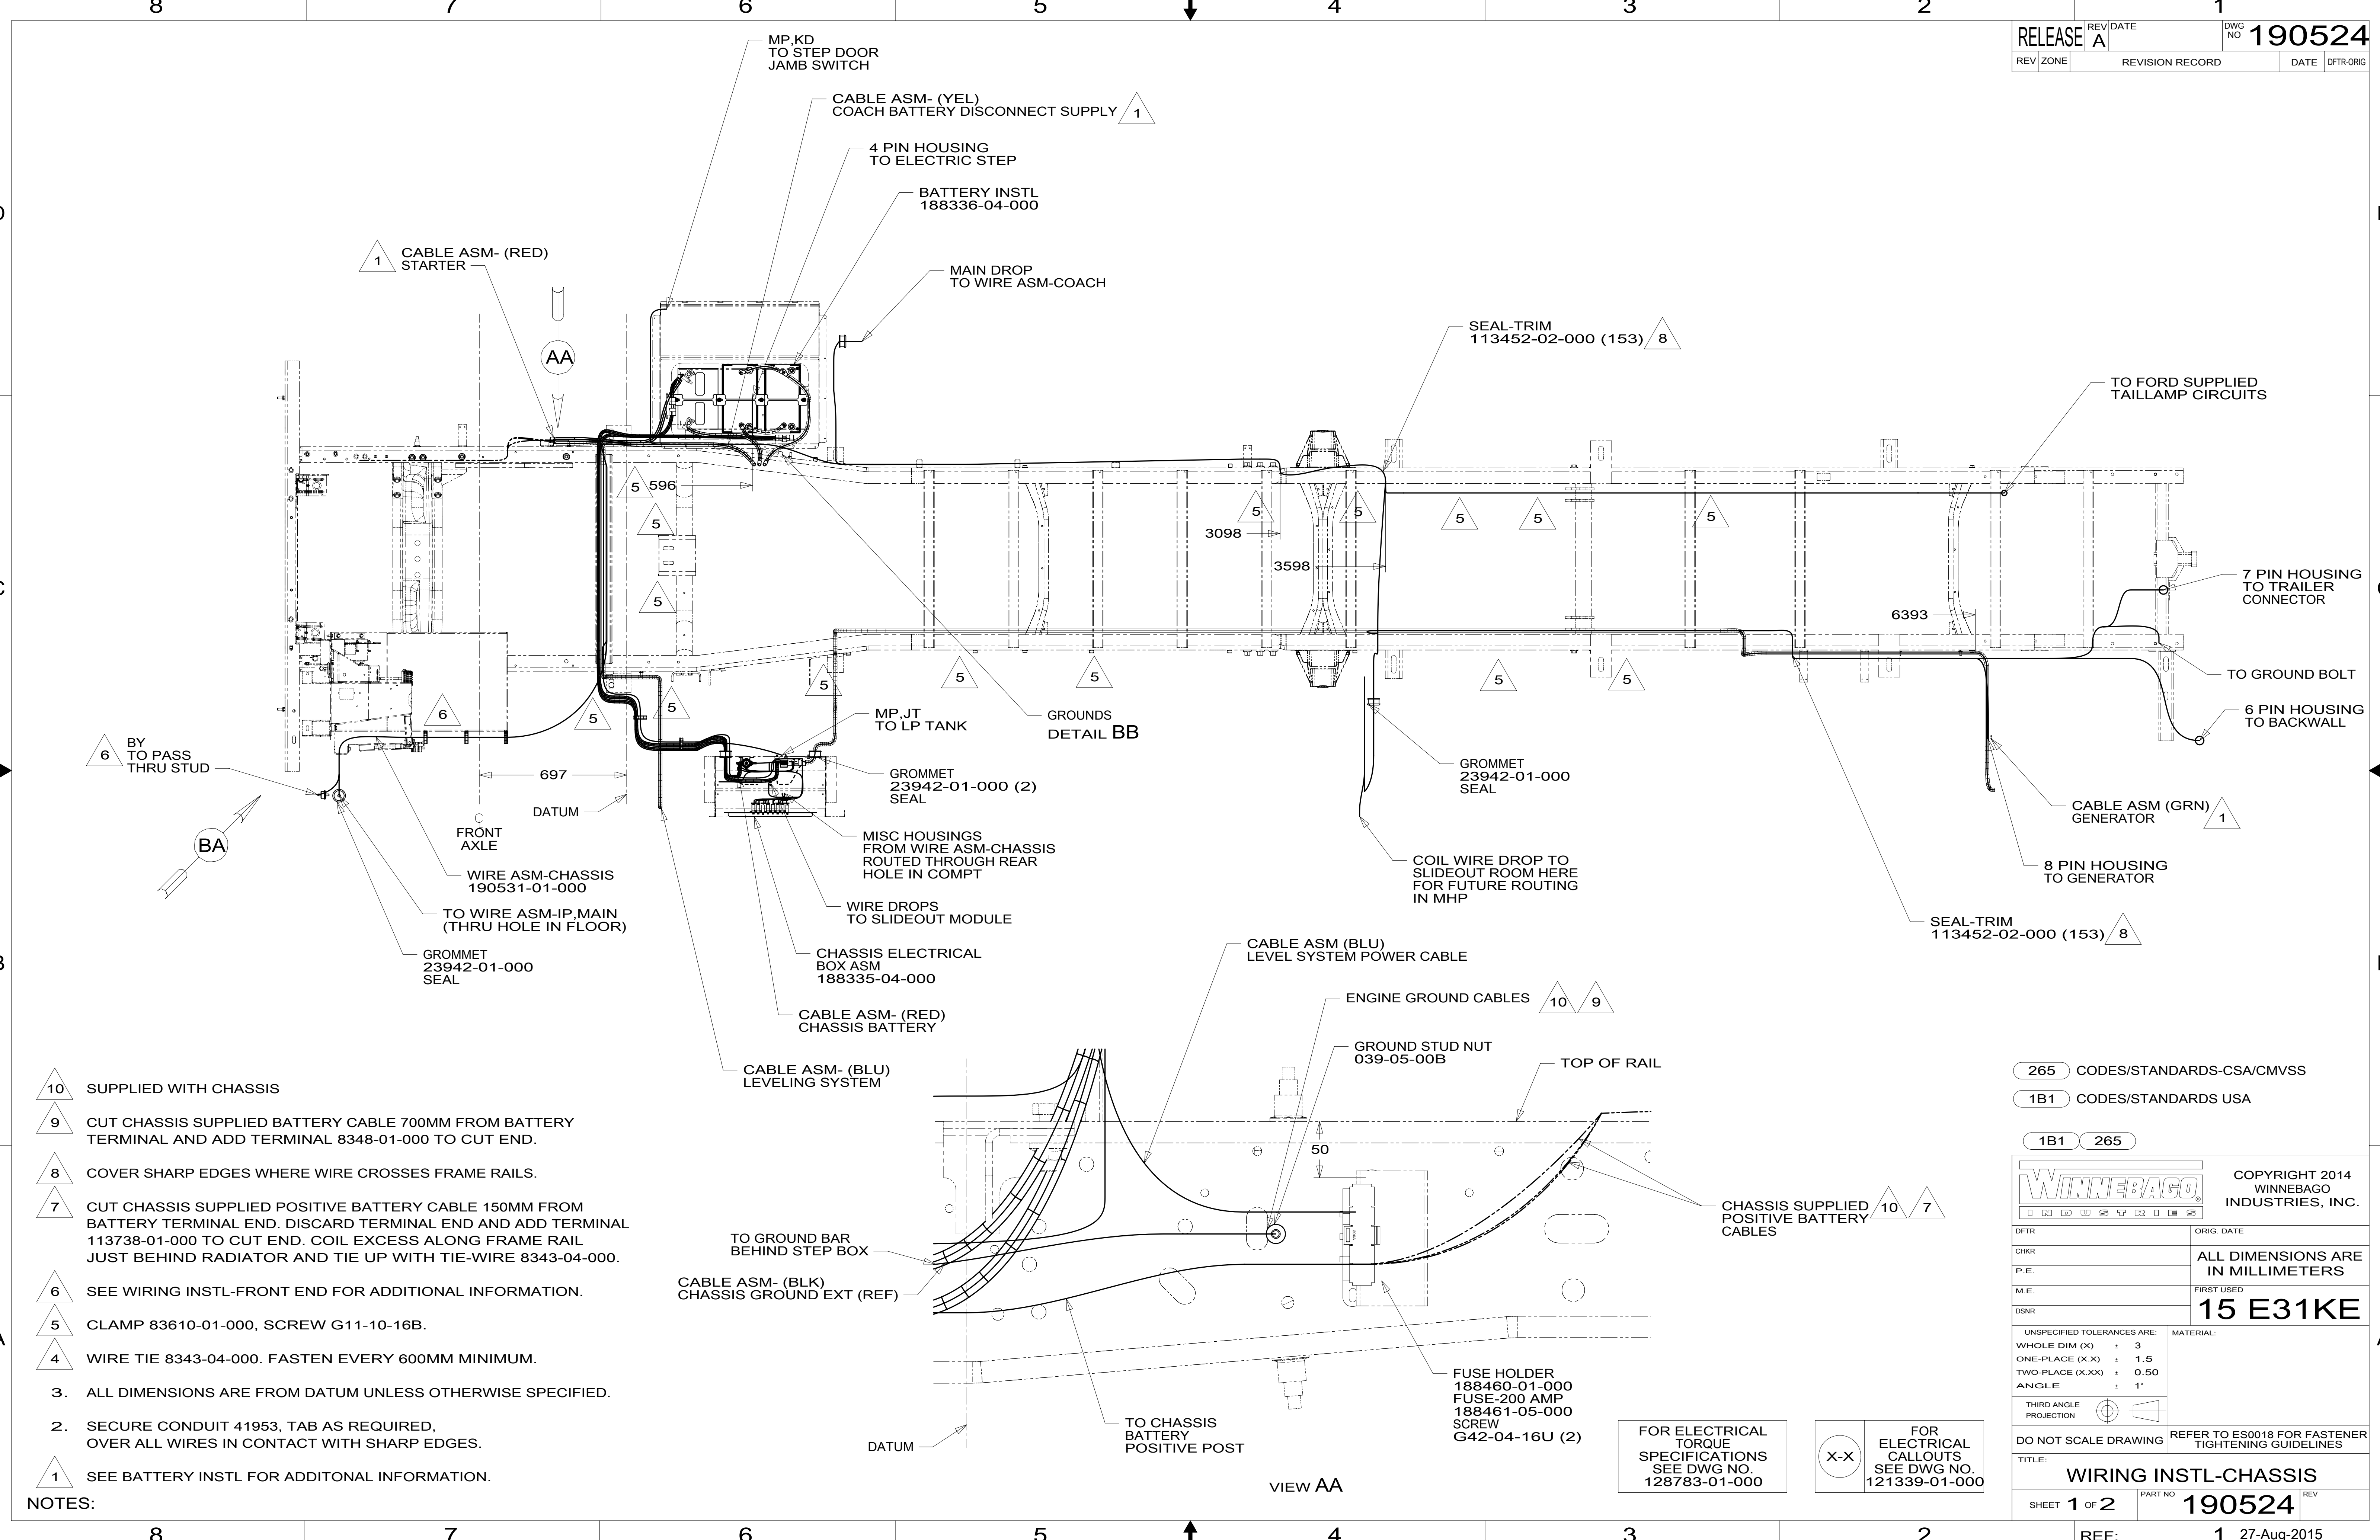 8 7 6 5 4 3 2 1
RELEASE
REV
A
DATE
DWG
NO
190524
REV ZONE REVISION RECORD DATE DFTR-ORIG
MP,KD
TO STEP DOOR
JAMB SWITCH
CABLE ASM- (YEL)
COACH BATTERY DISCONNECT SUPPLY 1
4 PIN HOUSING
TO ELECTRIC STEP
BATTERY INSTL
188336-04-000
1 CABLE ASM- (RED)
STARTER
MAIN DROP
TO WIRE ASM-COACH
AA
SEAL-TRIM
113452-02-000 (153) 8
TO FORD SUPPLIED
TAILLAMP CIRCUITS
5 596
5
5
5
5
5
5
5
3098
3598
5
6393
7 PIN HOUSING
TO TRAILER
CONNECTOR
5
5
5
5
5
5
5
TO GROUND BOLT
6
6 PIN HOUSING
TO BACKWALL
MP,JT
TO LP TANK
GROUNDS
DETAIL BB
6 BY
TO PASS
THRU STUD
697
DATUM
FRONT
AXLE
GROMMET
23942-01-000 (2)
SEAL
GROMMET
23942-01-000
SEAL
CABLE ASM (GRN)
GENERATOR 1
BA
MISC HOUSINGS
FROM WIRE ASM-CHASSIS
ROUTED THROUGH REAR
HOLE IN COMPT
COIL WIRE DROP TO
SLIDEOUT ROOM HERE
FOR FUTURE ROUTING
IN MHP
8 PIN HOUSING
TO GENERATOR
WIRE ASM-CHASSIS
190531-01-000
TO WIRE ASM-IP,MAIN
(THRU HOLE IN FLOOR)
WIRE DROPS
TO SLIDEOUT MODULE
SEAL-TRIM
113452-02-000 (153) 8
GROMMET
23942-01-000
SEAL
CHASSIS ELECTRICAL
BOX ASM
188335-04-000
CABLE ASM (BLU)
LEVEL SYSTEM POWER CABLE
CABLE ASM- (RED)
CHASSIS BATTERY
ENGINE GROUND CABLES 10 9
CABLE ASM- (BLU)
LEVELING SYSTEM
GROUND STUD NUT
039-05-00B
TOP OF RAIL
50
CHASSIS SUPPLIED 10 7
POSITIVE BATTERY
CABLES
TO GROUND BAR
BEHIND STEP BOX
CABLE ASM- (BLK)
CHASSIS GROUND EXT (REF)
FUSE HOLDER
188460-01-000
FUSE-200 AMP
188461-05-000
SCREW
G42-04-16U (2)
TO CHASSIS
BATTERY
POSITIVE POST
DATUM
VIEW AA
10 SUPPLIED WITH CHASSIS
9 CUT CHASSIS SUPPLIED BATTERY CABLE 700MM FROM BATTERY
TERMINAL AND ADD TERMINAL 8348-01-000 TO CUT END.
8 COVER SHARP EDGES WHERE WIRE CROSSES FRAME RAILS.
7 CUT CHASSIS SUPPLIED POSITIVE BATTERY CABLE 150MM FROM
BATTERY TERMINAL END. DISCARD TERMINAL END AND ADD TERMINAL
113738-01-000 TO CUT END. COIL EXCESS ALONG FRAME RAIL
JUST BEHIND RADIATOR AND TIE UP WITH TIE-WIRE 8343-04-000.
6 SEE WIRING INSTL-FRONT END FOR ADDITIONAL INFORMATION.
5 CLAMP 83610-01-000, SCREW G11-10-16B.
4 WIRE TIE 8343-04-000. FASTEN EVERY 600MM MINIMUM.
3. ALL DIMENSIONS ARE FROM DATUM UNLESS OTHERWISE SPECIFIED.
2. SECURE CONDUIT 41953, TAB AS REQUIRED,
OVER ALL WIRES IN CONTACT WITH SHARP EDGES.
1 SEE BATTERY INSTL FOR ADDITONAL INFORMATION.
NOTES:
FOR ELECTRICAL
TORQUE
SPECIFICATIONS
SEE DWG NO.
128783-01-000
X-X
FOR
ELECTRICAL
CALLOUTS
SEE DWG NO.
121339-01-000
265 CODES/STANDARDS-CSA/CMVSS
1B1 CODES/STANDARDS USA
1B1 265
WINNEBAGO
INDUSTRIES
COPYRIGHT 2014
WINNEBAGO
INDUSTRIES, INC.
DFTR
ORIG. DATE
CHKR
P.E.
ALL DIMENSIONS ARE
IN MILLIMETERS
M.E.
DSNR
FIRST USED
15 E31KE
UNSPECIFIED TOLERANCES ARE:
WHOLE DIM (X) ± 3
ONE-PLACE (X.X) ± 1.5
TWO-PLACE (X.XX) ± 0.50
ANGLE ± 1°
MATERIAL:
THIRD ANGLE
PROJECTION
DO NOT SCALE DRAWING
REFER TO ES0018 FOR FASTENER
TIGHTENING GUIDELINES
TITLE:
WIRING INSTL-CHASSIS
SHEET 1 OF 2
PART NO
190524
REV
8 7 6 5 4 3 2
REF: 1 27-Aug-2015